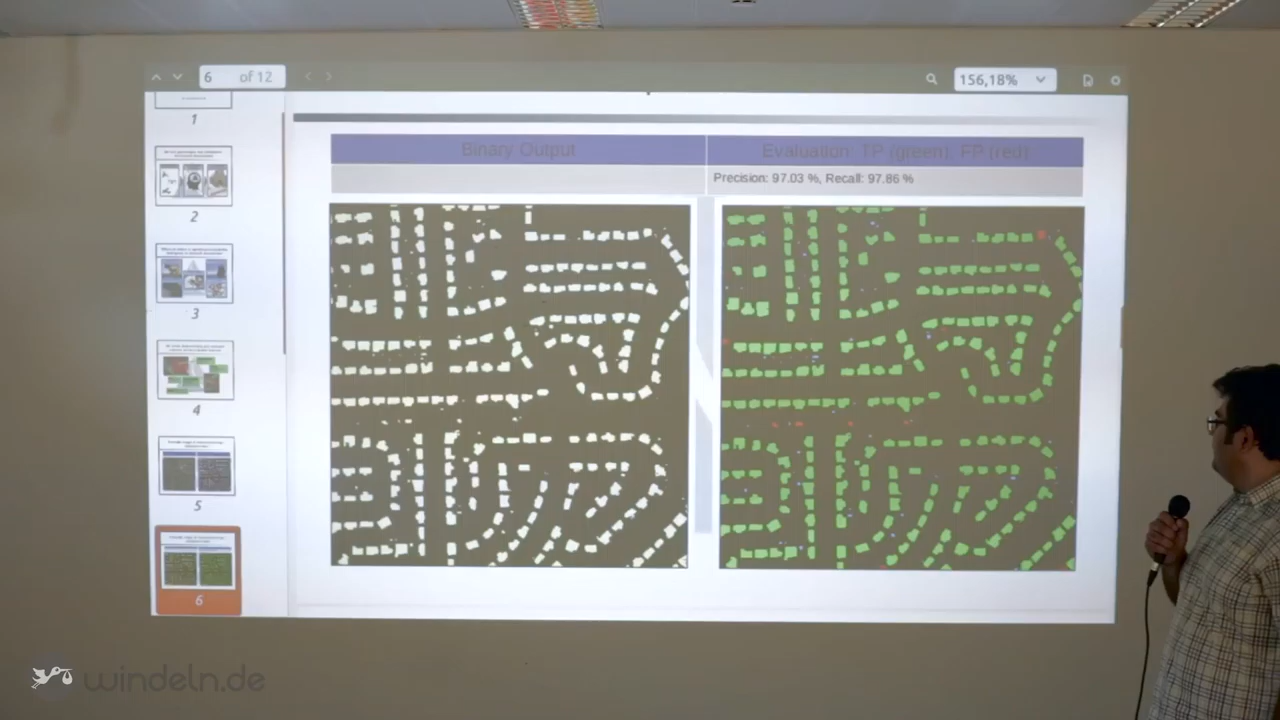 6 of 12
156,18%
1
2
3
4
5
6
Binary Output
Evaluation: TP (green), FP (red)
Precision: 97.03 %, Recall: 97.86 %
windeln.de